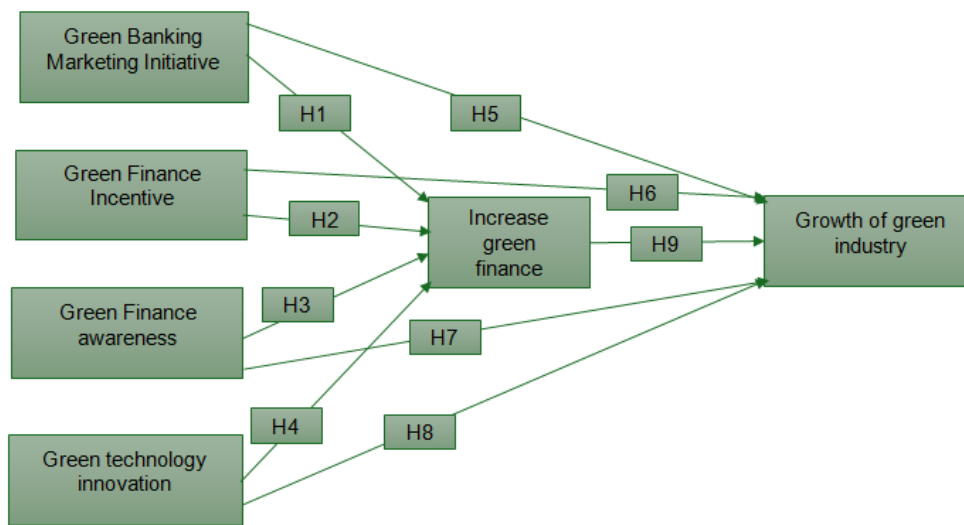 Green Banking
Marketing Initiative
H1
H5
Green Finance
Incentive
H2
H6
Increase
green
finance
H9
Growth of green
industry
Green Finance
awareness
H3
H7
Green technology
innovation
H4
H8